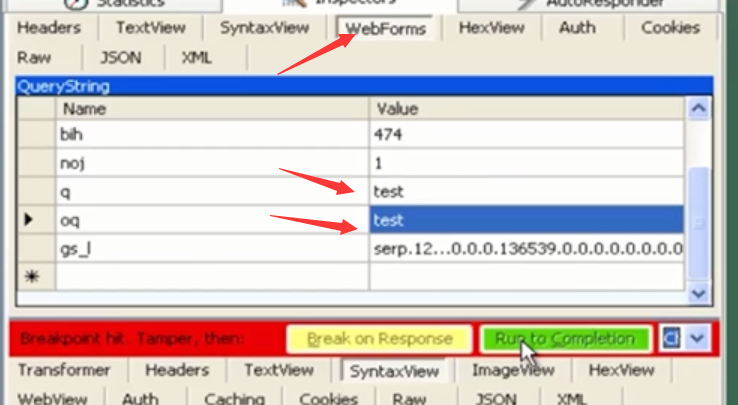 Statistics Inspectors AutoResponder
Headers TextView SyntaxView WebForms HexView Auth Cookies
Raw JSON XML
QueryString
Name Value
bih 474
noj 1
q test
oq test
gs_l serp.12...0.0.0.136539.0.0.0.0.0.0.0.0
Breakpoint hit. Tamper, then: Break on Response Run to Completion
Transformer Headers TextView SyntaxView ImageView HexView
WebView Auth Caching Cookies Raw JSON XML